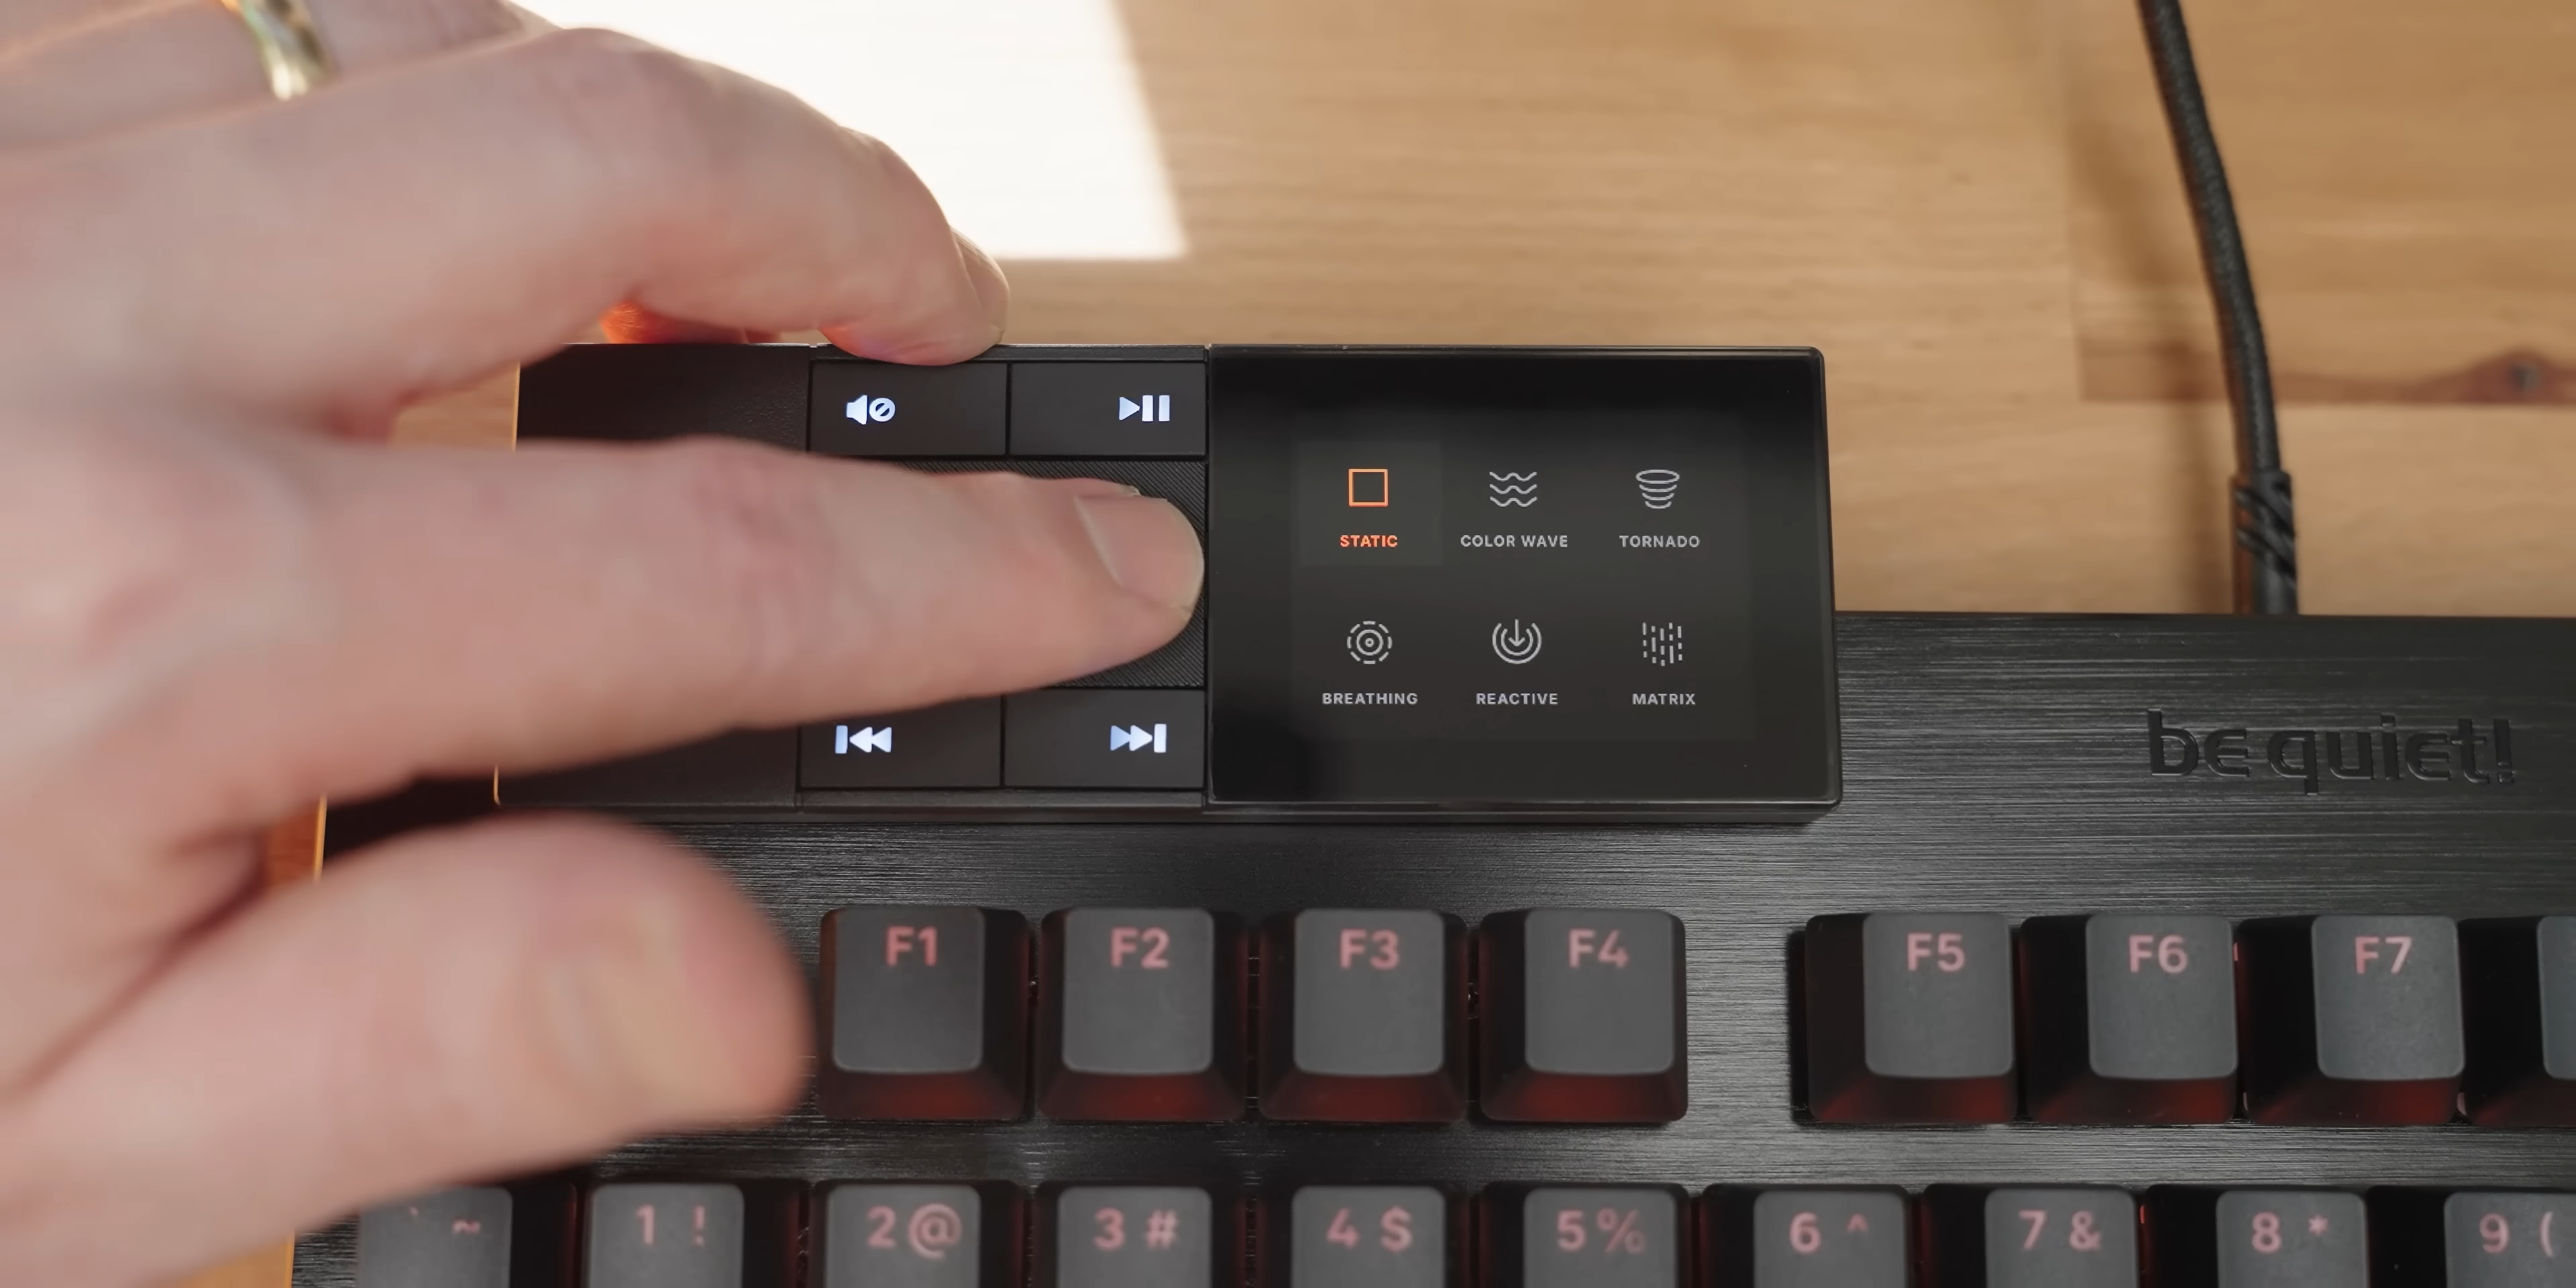 STATIC COLOR WAVE TORNADO
BREATHING REACTIVE MATRIX
be quiet!
F1 F2 F3 F4 F5 F6 F7
` ~ 1 ! 2 @ 3 # 4 $ 5 % 6 ^ 7 & 8 * 9 (